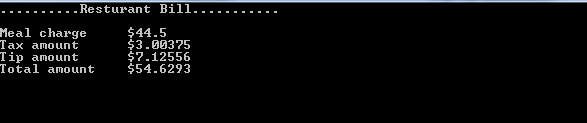 ..........Resturant Bill...........
Meal charge $44.5
Tax amount $3.00375
Tip amount $7.12556
Total amount $54.6293